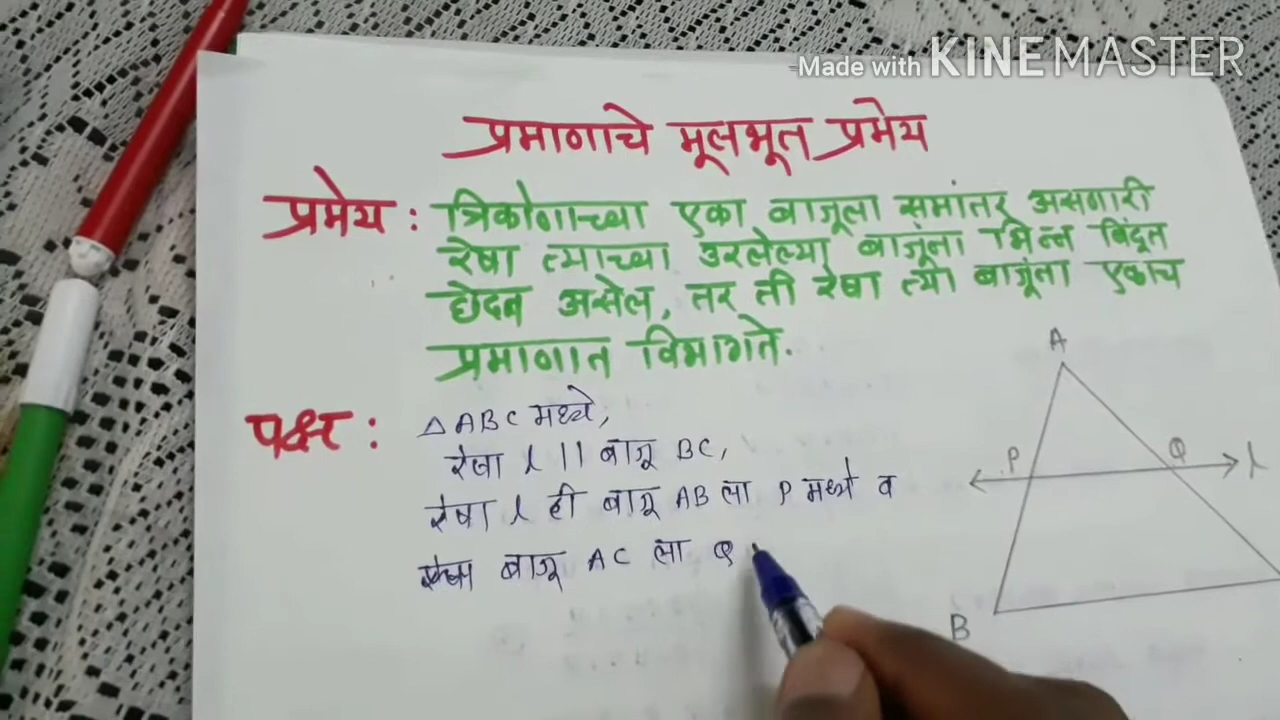 Made with KINEMASTER
प्रमाणाचे मूलभूत प्रमेय
प्रमेय : त्रिकोणाच्या एका बाजूला समांतर असणारी
रेषा त्याच्या उरलेल्या बाजूंना भिन्न बिंदूत
छेदत असेल, तर ती रेषा त्या बाजूंना एकाच
प्रमाणात विभागते.
पक्ष : △ABC मध्ये,
रेषा l || बाजू BC,
रेषा l ही बाजू AB ला P मध्ये व
बाजू AC ला Q
A
P
Q
l
B